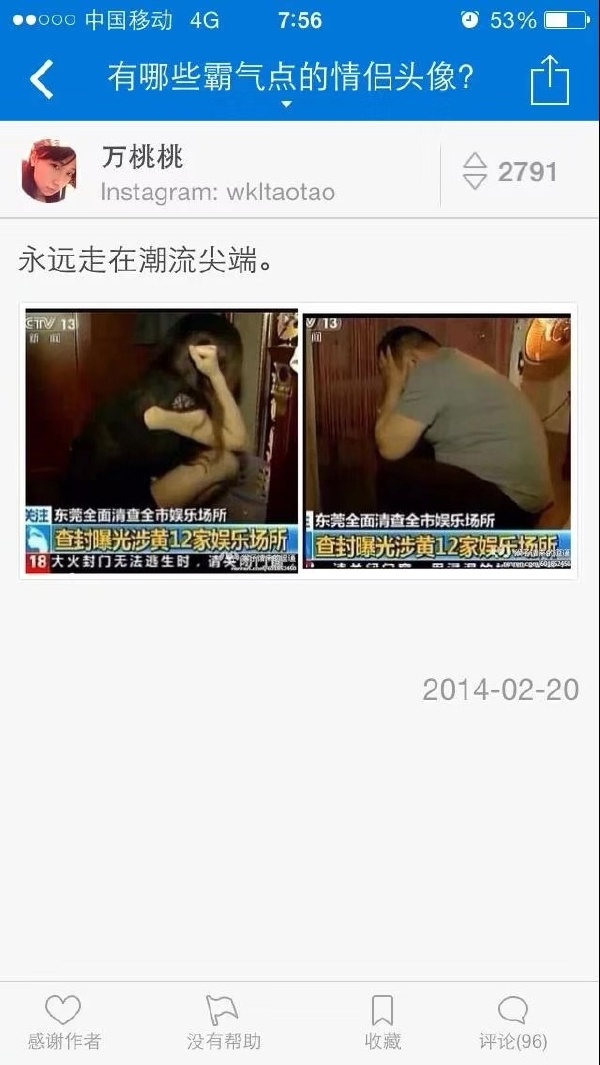 中国移动 4G 7:56 53%
有哪些霸气点的情侣头像?
万桃桃
Instagram: wkltaotao
2791
永远走在潮流尖端。
CTV 13
新闻
关注 东莞全面清查全市娱乐场所
查封曝光涉黄12家娱乐场所
18 大火封门无法逃生时，请关闭门窗
V 13
闻
东莞全面清查全市娱乐场所
查封曝光涉黄12家娱乐场所
2014-02-20
感谢作者 没有帮助 收藏 评论(96)